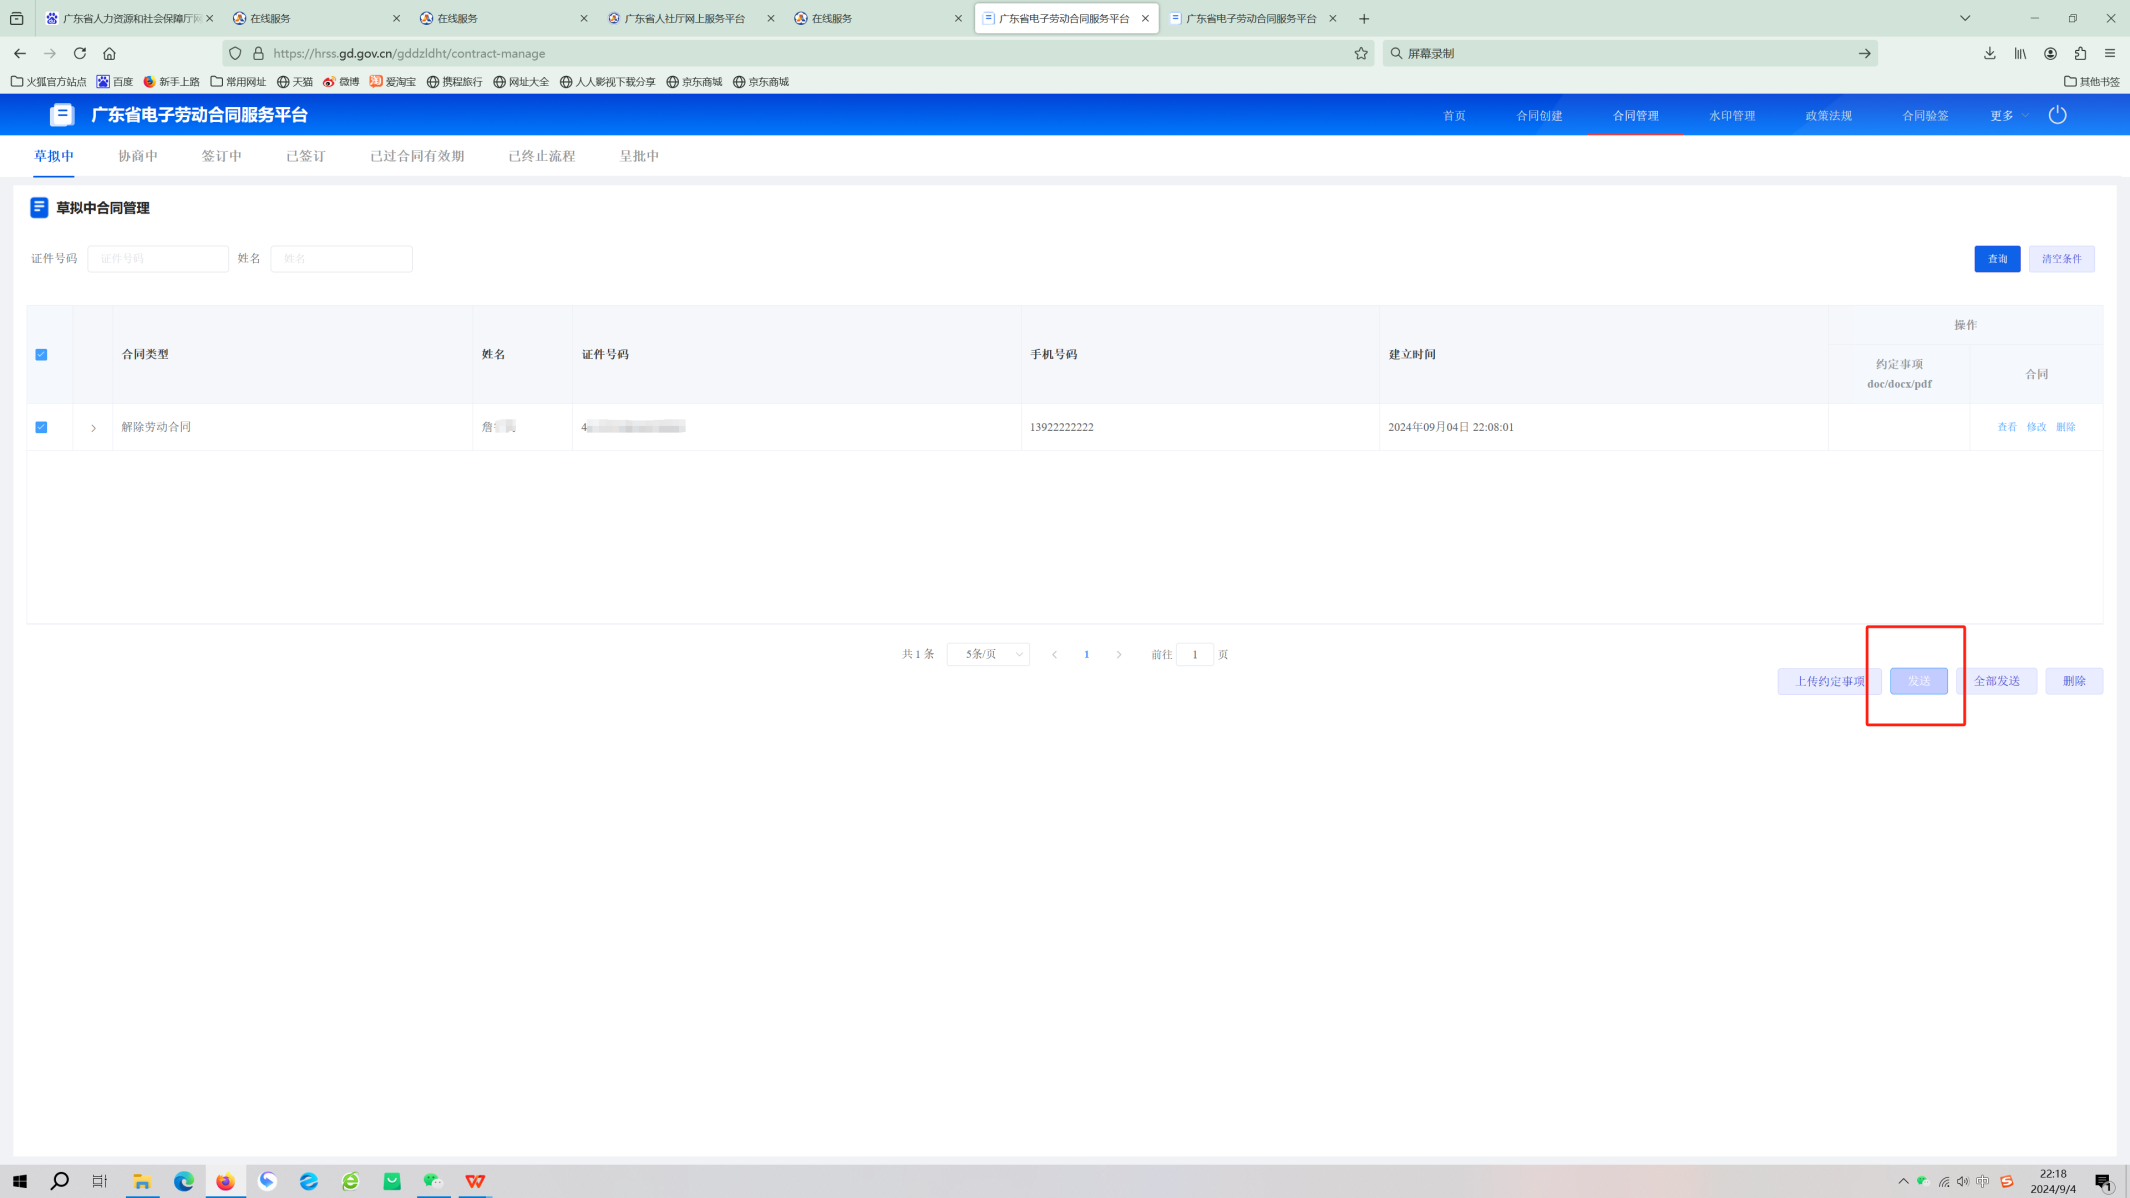 广东省人力资源和社会保障厅网
在线服务
在线服务
广东省人社厅网上服务平台
在线服务
广东省电子劳动合同服务平台
广东省电子劳动合同服务平台
https://hrss.gd.gov.cn/gddzldht/contract-manage
屏幕录制
火狐官方站点
百度
新手上路
常用网址
天猫
微博
爱淘宝
携程旅行
网址大全
人人影视下载分享
京东商城
京东商城
其他书签
广东省电子劳动合同服务平台
首页
合同创建
合同管理
水印管理
政策法规
合同验签
更多
草拟中
协商中
签订中
已签订
已过合同有效期
已终止流程
呈批中
草拟中合同管理
证件号码
证件号码
姓名
姓名
查询
清空条件
合同类型
姓名
证件号码
手机号码
建立时间
操作
约定事项
doc/docx/pdf
合同
解除劳动合同
詹
4
13922222222
2024年09月04日 22:08:01
查看
修改
删除
共 1 条
5条/页
1
前往
1
页
上传约定事项
发送
全部发送
删除
中
22:18
2024/9/4
1